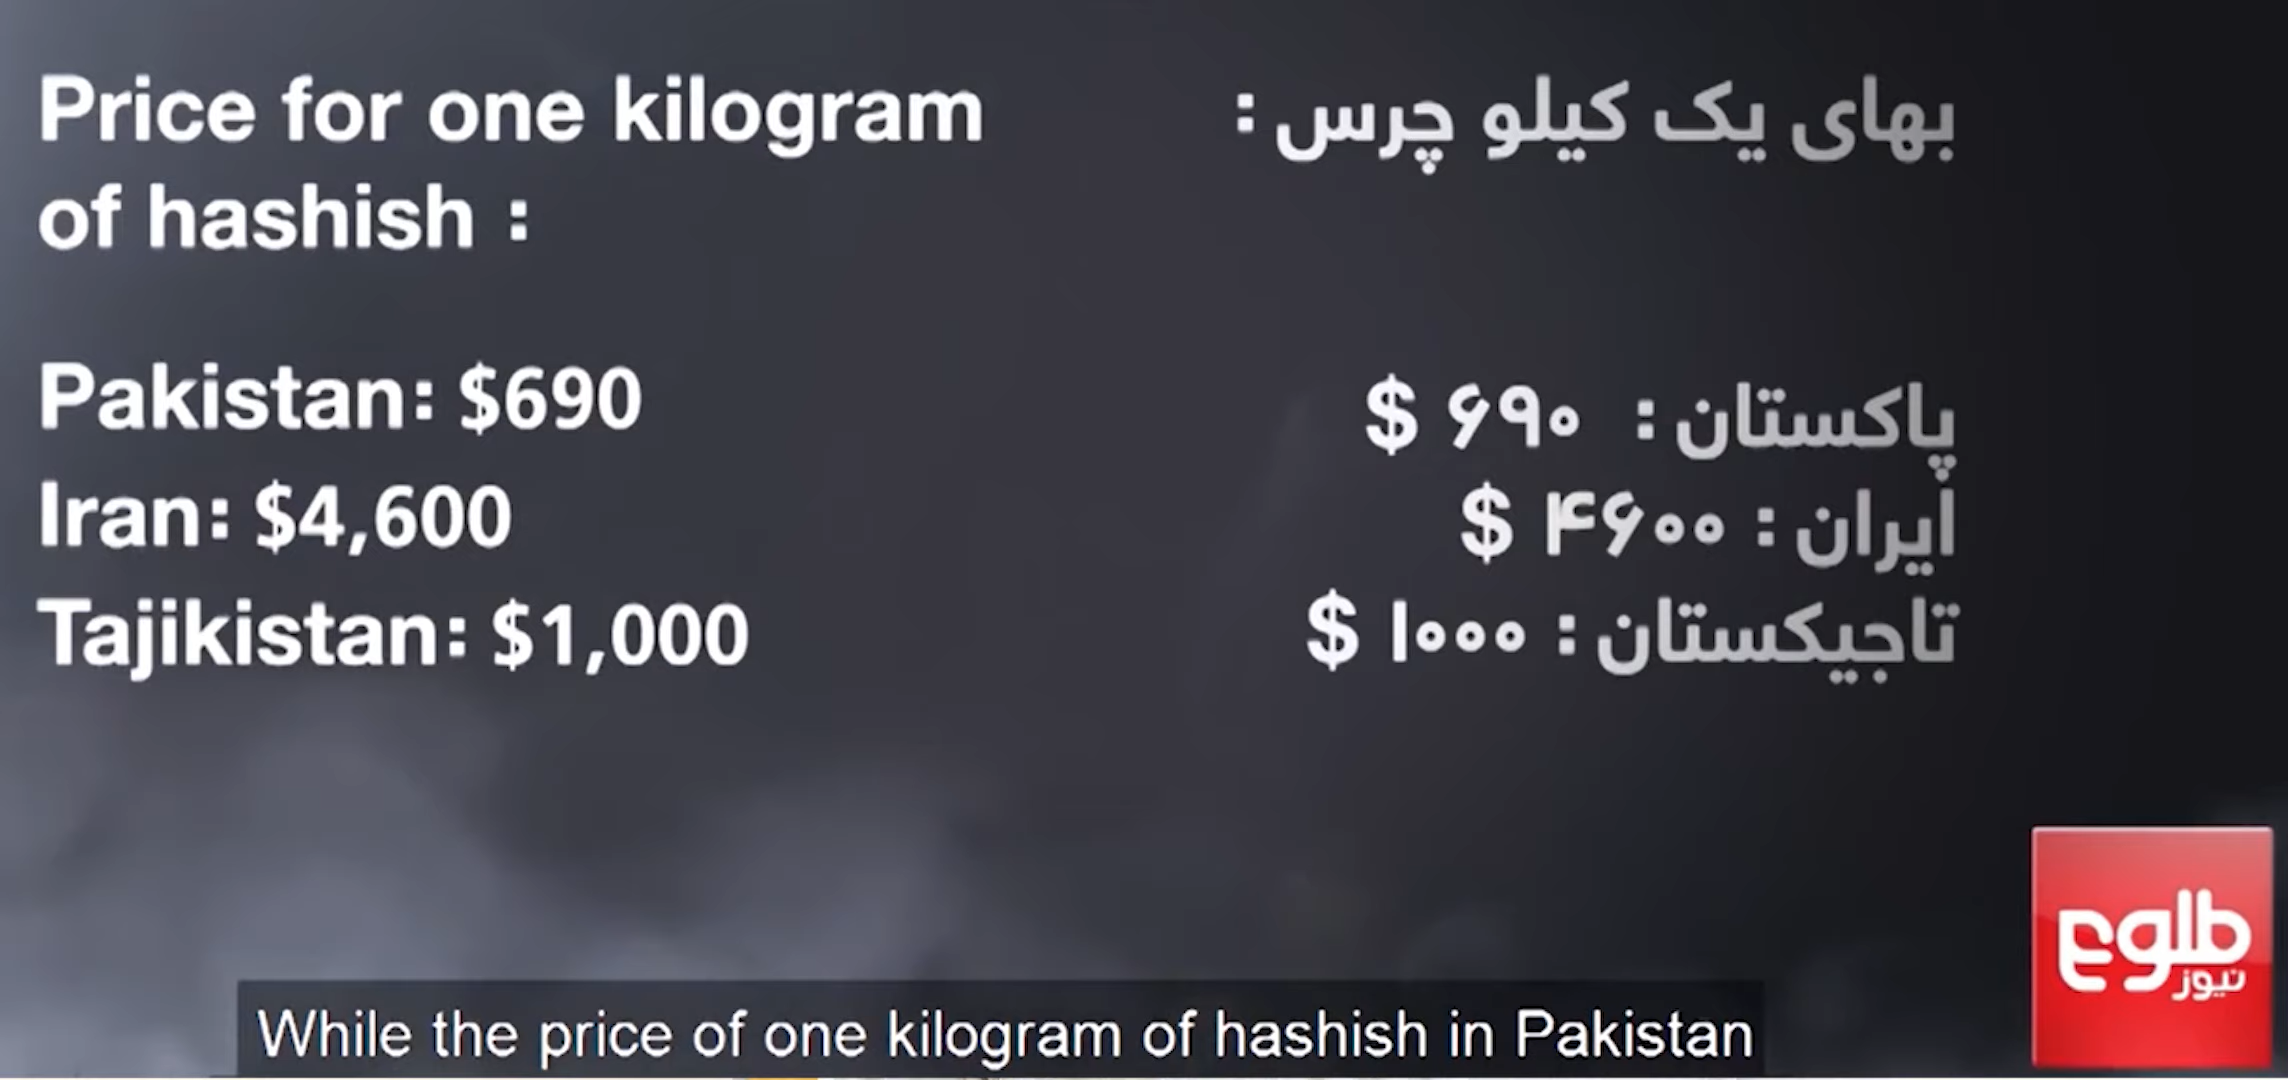 Price for one kilogram
of hashish :
Pakistan: $690
Iran: $4,600
Tajikistan: $1,000
بهای یک کیلو چرس :
پاکستان : ۶۹۰ $
ایران : ۴۶۰۰ $
تاجیکستان : ۱۰۰۰ $
طلوع
نیوز
While the price of one kilogram of hashish in Pakistan